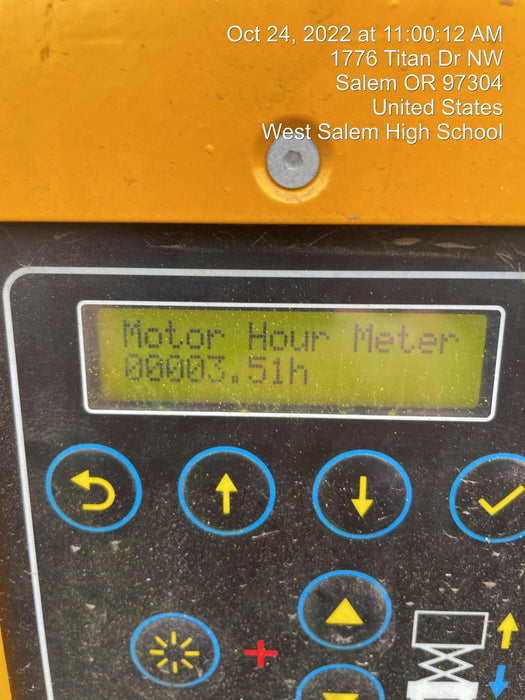 Oct 24, 2022 at 11:00:12 AM
1776 Titan Dr NW
Salem OR 97304
United States
West Salem High School
Motor Hour Meter
00003.51h